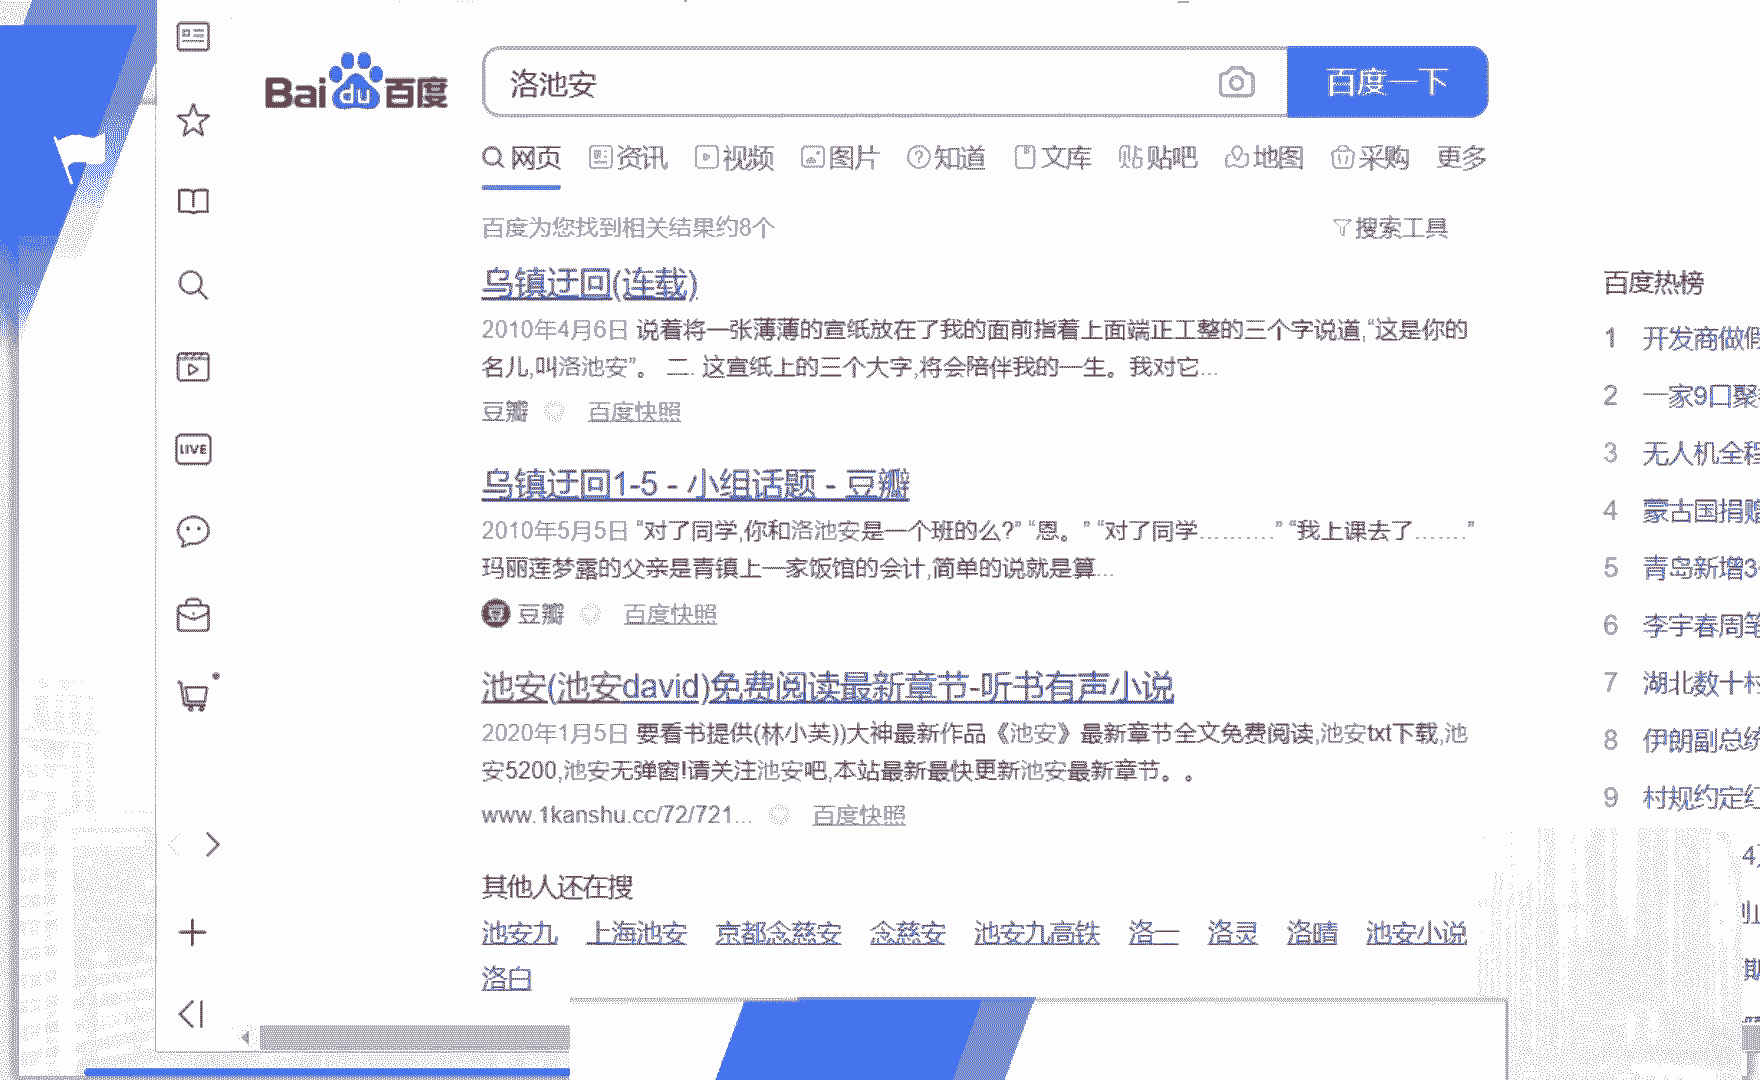 Bai du 百度
洛池安
百度一下
网页 资讯 视频 图片 知道 文库 贴吧 地图 采购 更多
百度为您找到相关结果约8个
搜索工具
乌镇迂回(连载)
2010年4月6日 说着将一张薄薄的宣纸放在了我的面前指着上面端正工整的三个字说道,“这是你的
名儿,叫洛池安”。 二. 这宣纸上的三个大字,将会陪伴我的一生。我对它...
豆瓣 百度快照
乌镇迂回1-5 - 小组话题 - 豆瓣
2010年5月5日 “对了同学,你和洛池安是一个班的么?” “恩。” “对了同学..........” “我上课去了.......”
玛丽莲梦露的父亲是青镇上一家饭馆的会计,简单的说就是算...
豆 豆瓣 百度快照
池安(池安david)免费阅读最新章节-听书有声小说
2020年1月5日 要看书提供(林小芙))大神最新作品《池安》最新章节全文免费阅读,池安txt下载,池
安5200,池安无弹窗!请关注池安吧,本站最新最快更新池安最新章节。。
www.1kanshu.cc/72/721... 百度快照
其他人还在搜
池安九 上海池安 京都念慈安 念慈安 池安九高铁 洛一 洛灵 洛晴 池安小说
洛白
百度热榜
1 开发商做假
2 一家9口聚
3 无人机全程
4 蒙古国捐赠
5 青岛新增3
6 李宇春周笔
7 湖北数十村
8 伊朗副总统
9 村规约定红
LIVE